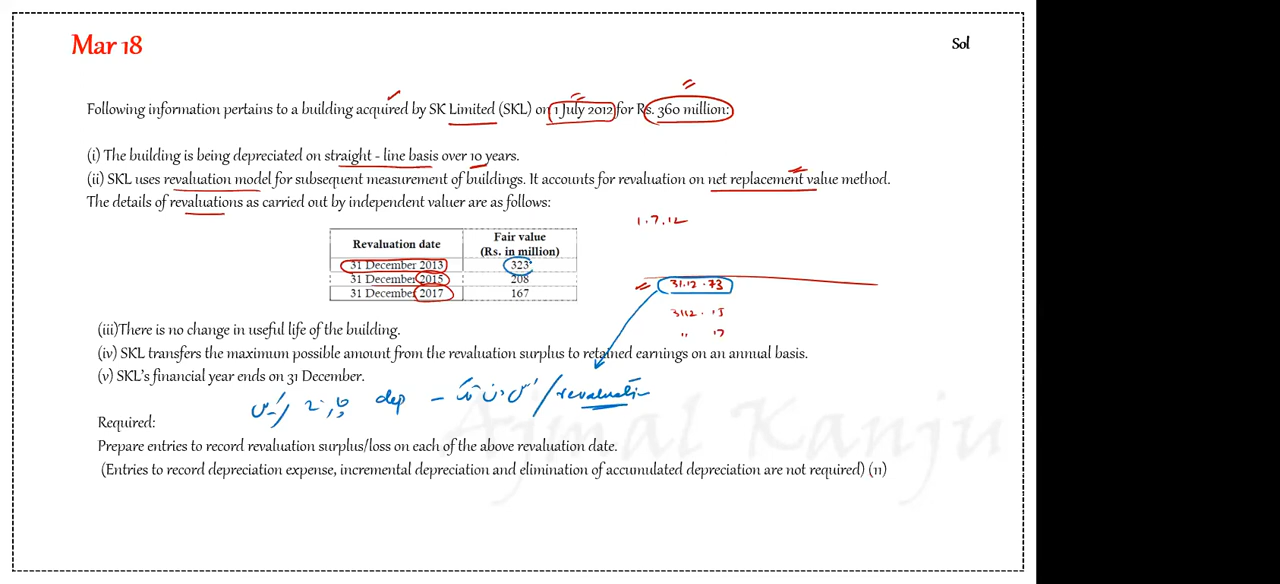 Mar 18
Sol
Following information pertains to a building acquired by SK Limited (SKL) on 1 July 2012 for Rs. 360 million:
(i) The building is being depreciated on straight - line basis over 10 years.
(ii) SKL uses revaluation model for subsequent measurement of buildings. It accounts for revaluation on net replacement value method.
The details of revaluations as carried out by independent valuer are as follows:
1.7.12
Revaluation date Fair value (Rs. in million)
31 December 2013 323
31 December 2015 208
31 December 2017 167
31.12.13
31 12.15
" 17
(iii)There is no change in useful life of the building.
(iv) SKL transfers the maximum possible amount from the revaluation surplus to retained earnings on an annual basis.
(v) SKL's financial year ends on 31 December.
dep - / revaluation
Required:
Prepare entries to record revaluation surplus/loss on each of the above revaluation date.
(Entries to record depreciation expense, incremental depreciation and elimination of accumulated depreciation are not required) (11)
Ajmal Kanju